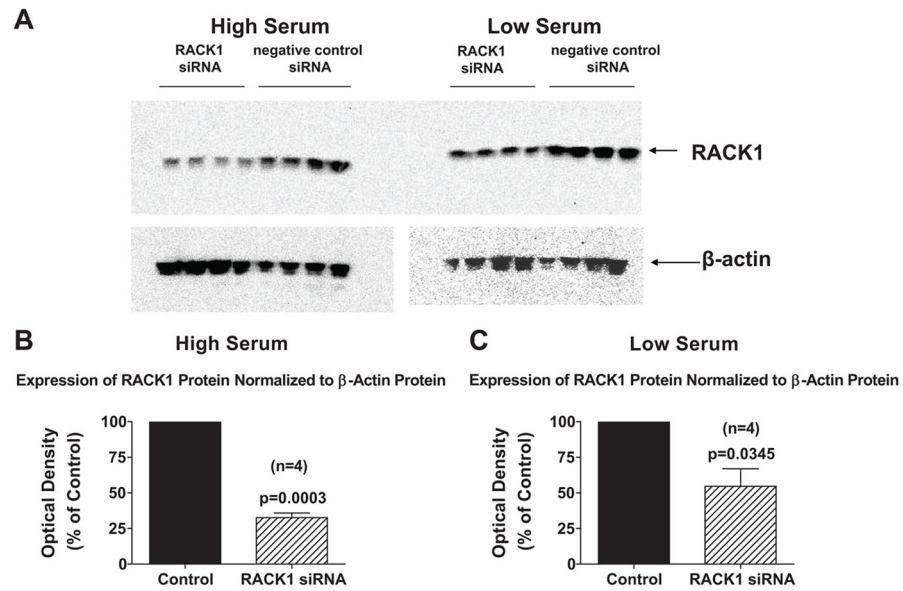 A
High Serum
Low Serum
RACK1
siRNA
negative control
siRNA
RACK1
siRNA
negative control
siRNA
RACK1
β-actin
B
High Serum
Expression of RACK1 Protein Normalized to β-Actin Protein
Optical Density
(% of Control)
100
75
50
25
0
(n=4)
p=0.0003
Control
RACK1 siRNA
C
Low Serum
Expression of RACK1 Protein Normalized to β-Actin Protein
Optical Density
(% of Control)
100
75
50
25
0
(n=4)
p=0.0345
Control
RACK1 siRNA